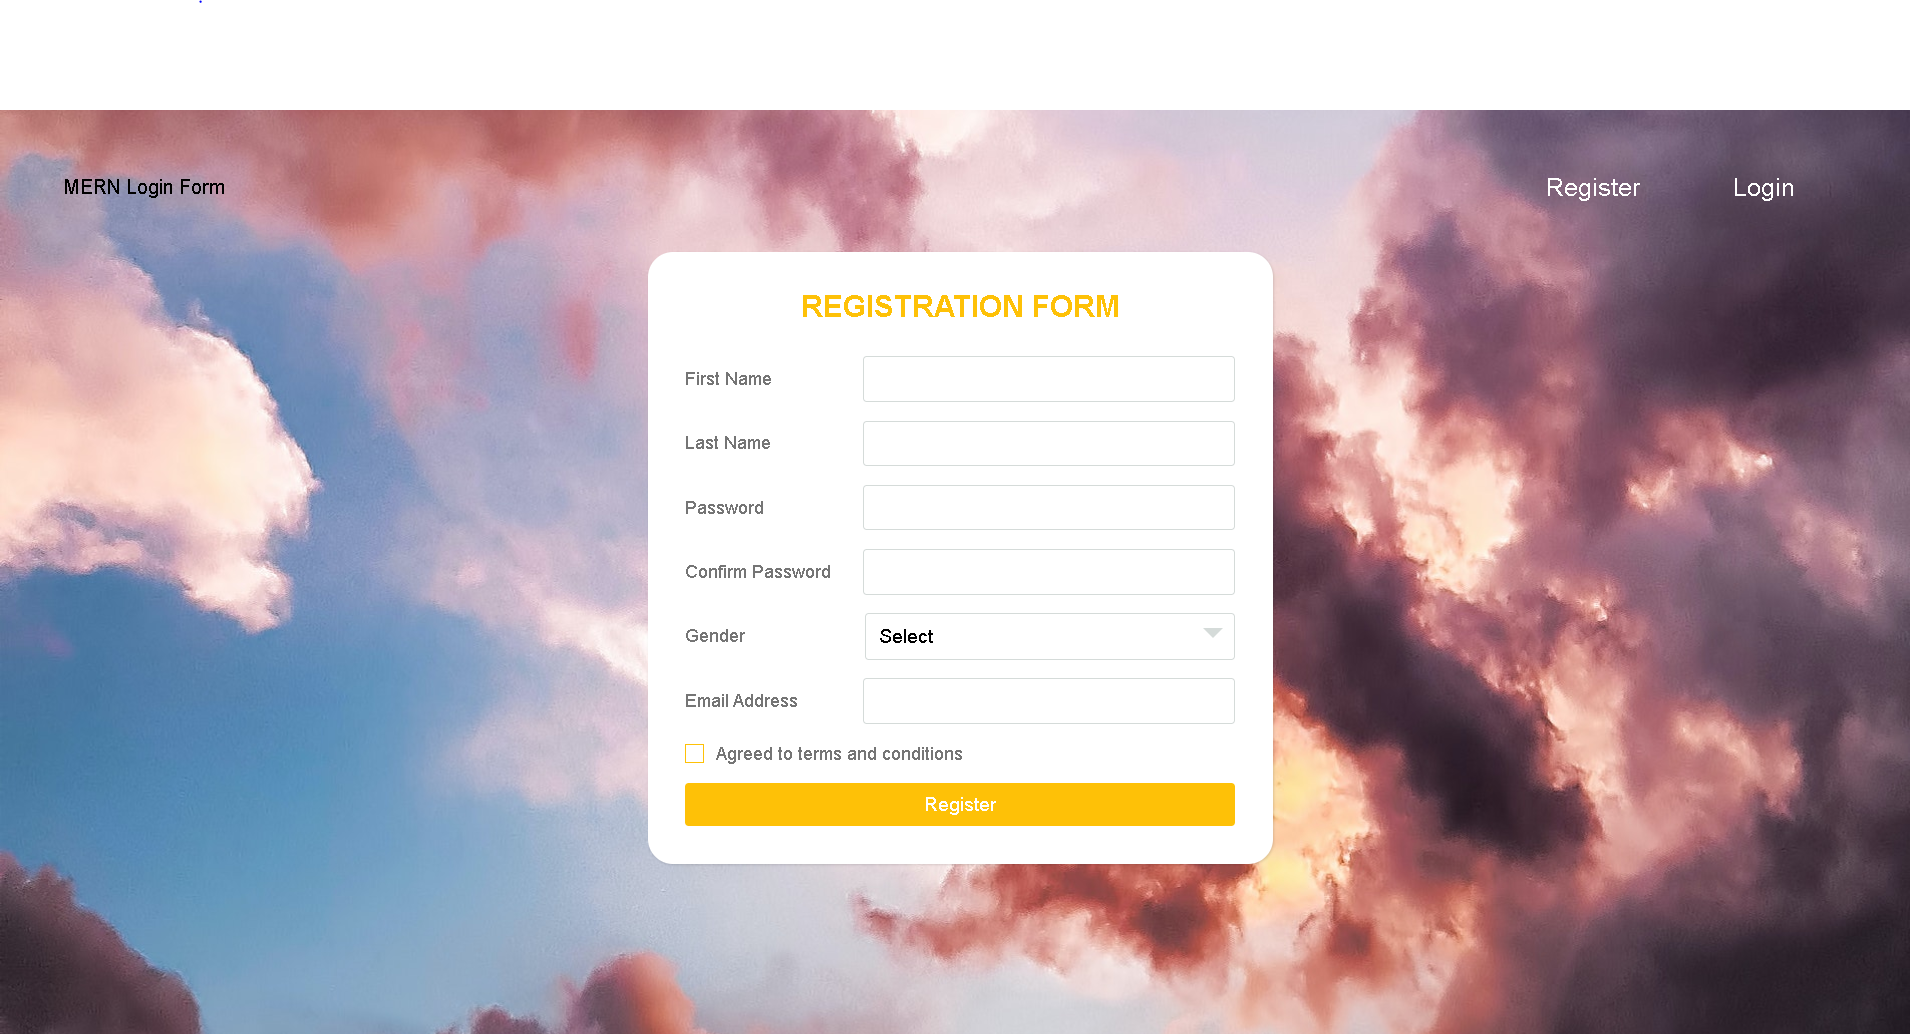 MERN Login Form
Register
Login
REGISTRATION FORM
First Name
Last Name
Password
Confirm Password
Gender
Select
Email Address
Agreed to terms and conditions
Register